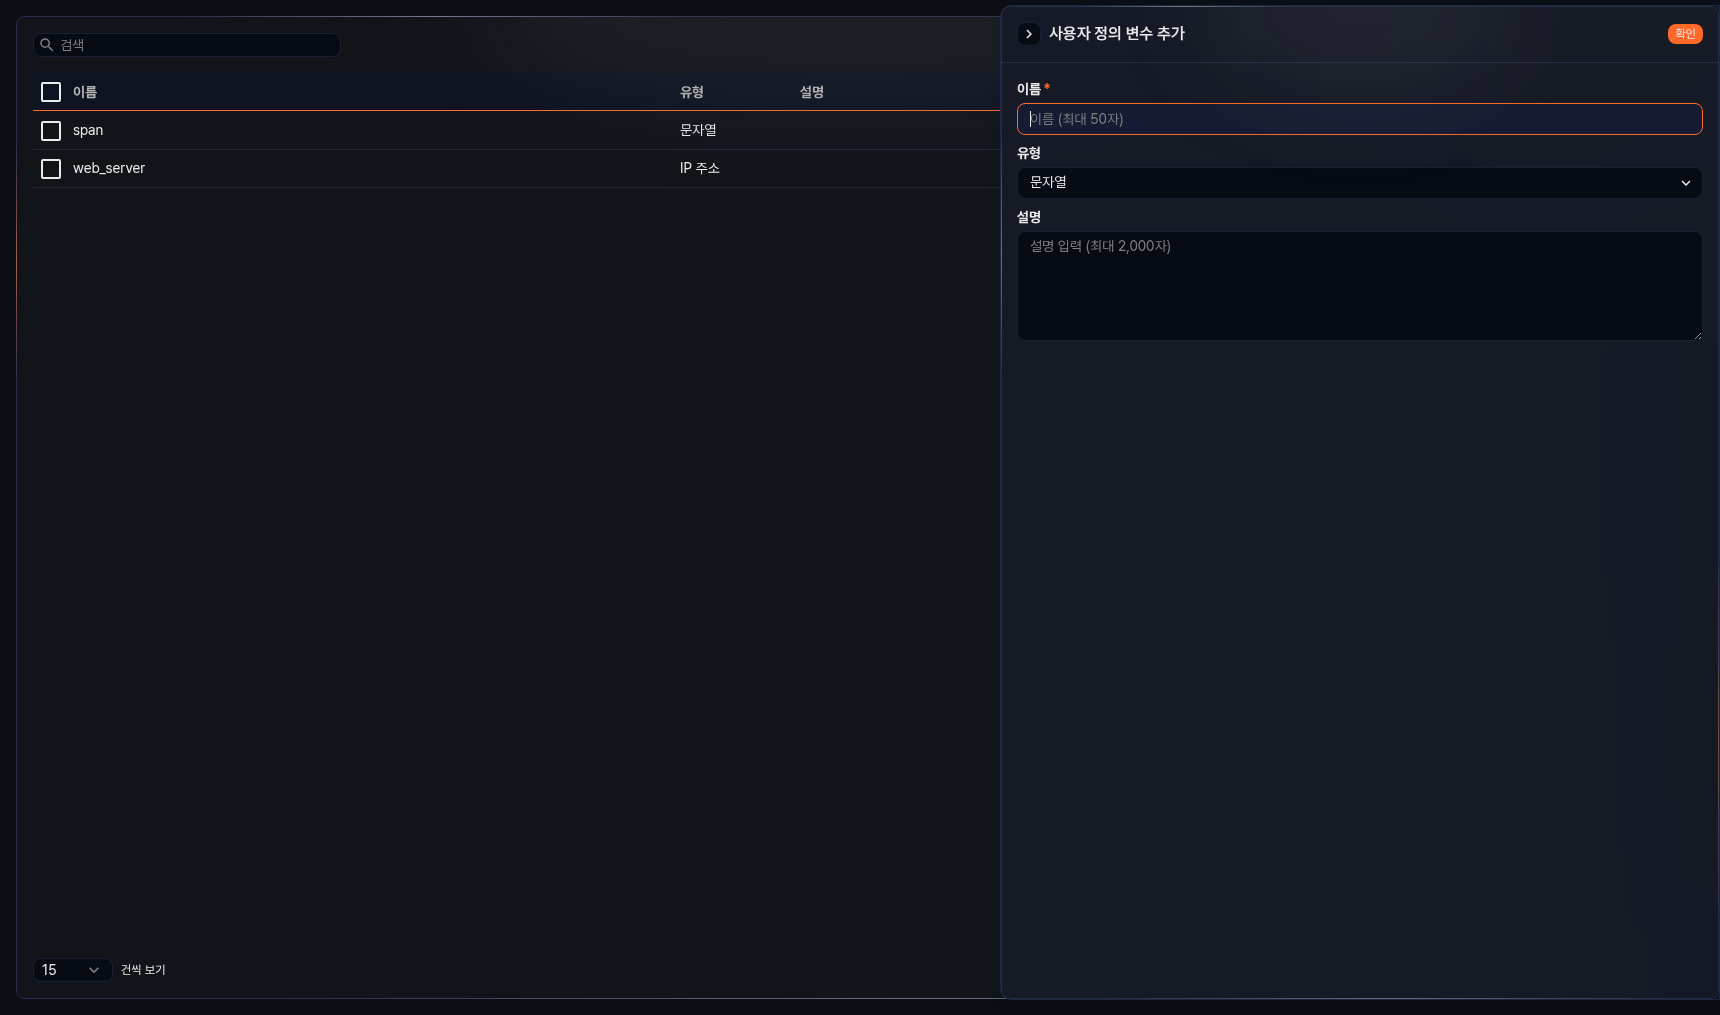 검색
이름 유형 설명
span 문자열
web_server IP 주소
15 건씩 보기
사용자 정의 변수 추가 확인
이름 *
이름 (최대 50자)
유형
문자열
설명
설명 입력 (최대 2,000자)